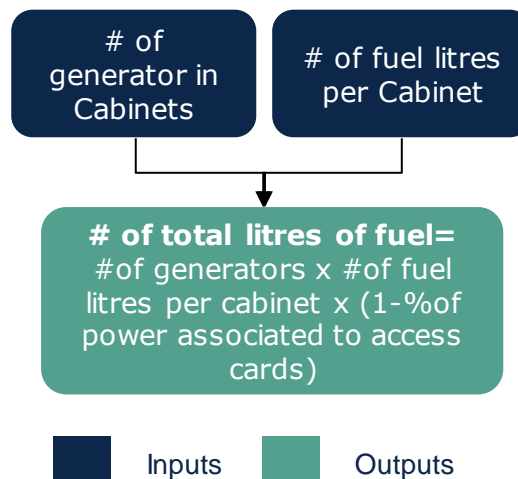 # of
generator in
Cabinets
# of fuel litres
per Cabinet
# of total litres of fuel=
#of generators x #of fuel
litres per cabinet x (1-%of
power associated to access
cards)
Inputs
Outputs